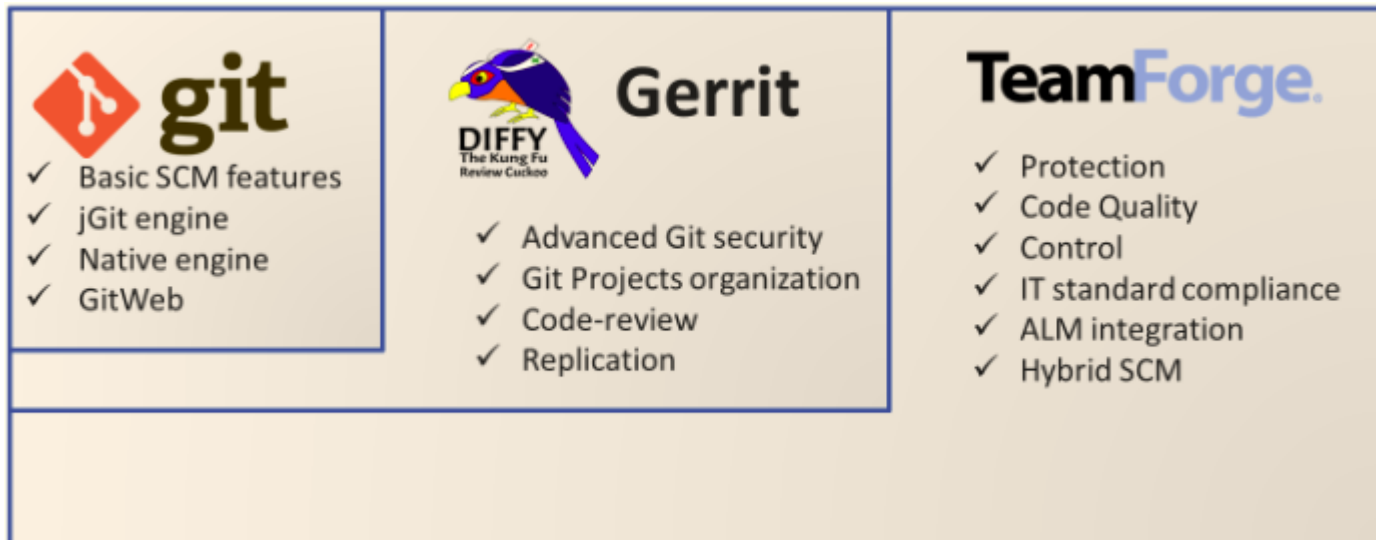 git
✓ Basic SCM features
✓ jGit engine
✓ Native engine
✓ GitWeb
DIFFY
The Kung Fu
Review Cuckoo
Gerrit
✓ Advanced Git security
✓ Git Projects organization
✓ Code-review
✓ Replication
TeamForge.
✓ Protection
✓ Code Quality
✓ Control
✓ IT standard compliance
✓ ALM integration
✓ Hybrid SCM